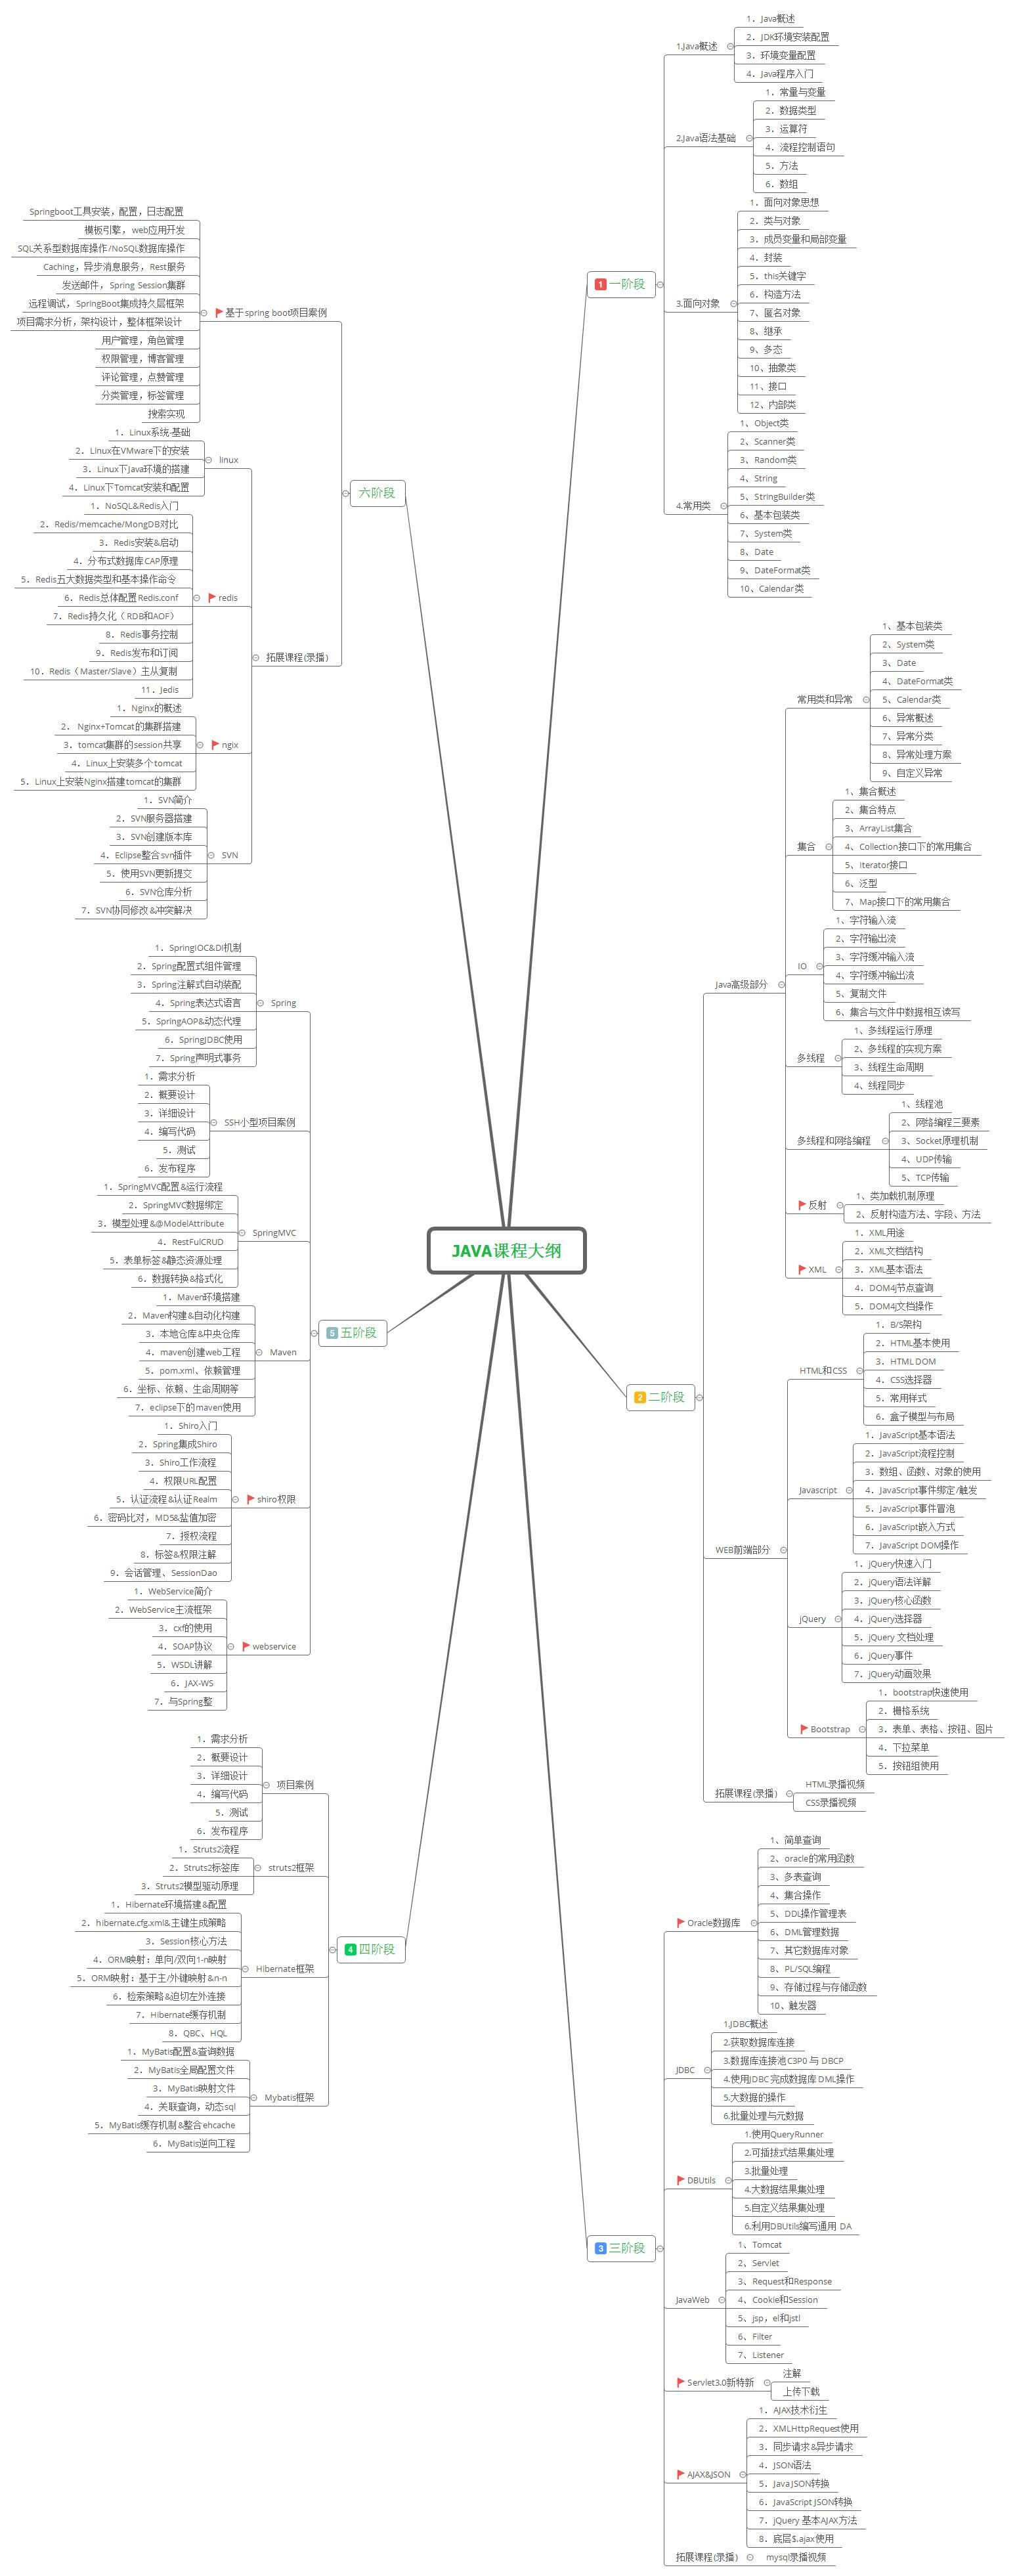 JAVA课程大纲
1 一阶段
1.Java概述
1. Java概述
2. JDK环境安装配置
3. 环境变量配置
4. Java程序入门
2.Java语法基础
1. 常量与变量
2. 数据类型
3. 运算符
4. 流程控制语句
5. 方法
6. 数组
3.面向对象
1. 面向对象思想
2. 类与对象
3. 成员变量和局部变量
4. 封装
5. this关键字
6、构造方法
7、匿名对象
8、继承
9、多态
10、抽象类
11、接口
12、内部类
4.常用类
1、Object类
2、Scanner类
3、Random类
4、String
5、StringBuilder类
6、基本包装类
7、System类
8、Date
9、DateFormat类
10、Calendar类
2 二阶段
Java高级部分
常用类和异常
1、基本包装类
2、System类
3、Date
4、DateFormat类
5、Calendar类
6、异常概述
7、异常分类
8、异常处理方案
9、自定义异常
集合
1、集合概述
2、集合特点
3、ArrayList集合
4、Collection接口下的常用集合
5、Iterator接口
6、泛型
7、Map接口下的常用集合
IO
1、字符输入流
2、字符输出流
3、字符缓冲输入流
4、字符缓冲输出流
5、复制文件
6、集合与文件中数据相互读写
多线程
1、多线程运行原理
2、多线程的实现方案
3、线程生命周期
4、线程同步
多线程和网络编程
1、线程池
2、网络编程三要素
3、Socket原理机制
4、UDP传输
5、TCP传输
反射
1、类加载机制原理
2、反射构造方法、字段、方法
XML
1. XML用途
2. XML文档结构
3. XML基本语法
4. DOM4j节点查询
5. DOM4j文档操作
WEB前端部分
HTML和CSS
1. B/S架构
2. HTML基本使用
3. HTML DOM
4. CSS选择器
5. 常用样式
6. 盒子模型与布局
Javascript
1. JavaScript基本语法
2. JavaScript流程控制
3. 数组、函数、对象的使用
4. JavaScript事件绑定/触发
5. JavaScript事件冒泡
6. JavaScript嵌入方式
7. JavaScript DOM操作
jQuery
1. jQuery快速入门
2. jQuery语法详解
3. jQuery核心函数
4. jQuery选择器
5. jQuery 文档处理
6. jQuery事件
7. jQuery动画效果
Bootstrap
1. bootstrap快速使用
2. 栅格系统
3. 表单、表格、按钮、图片
4. 下拉菜单
5. 按钮组使用
拓展课程(录播)
HTML录播视频
CSS录播视频
3 三阶段
Oracle数据库
1、简单查询
2、oracle的常用函数
3、多表查询
4、集合操作
5、DDL操作管理表
6、DML管理数据
7、其它数据库对象
8、PL/SQL编程
9、存储过程与存储函数
10、触发器
JDBC
1.JDBC概述
2.获取数据库连接
3.数据库连接池 C3P0 与 DBCP
4.使用JDBC 完成数据库 DML操作
5.大数据的操作
6.批量处理与元数据
DBUtils
1.使用QueryRunner
2.可插拔式结果集处理
3.批量处理
4.大数据结果集处理
5.自定义结果集处理
6.利用DBUtils编写通用 DA
JavaWeb
1、Tomcat
2、Servlet
3、Request和Response
4、Cookie和Session
5、jsp，el和jstl
6、Filter
7、Listener
Servlet3.0新特新
注解
上传下载
AJAX&JSON
1. AJAX技术衍生
2. XMLHttpRequest使用
3. 同步请求&异步请求
4. JSON语法
5. Java JSON转换
6. JavaScript JSON转换
7. jQuery 基本AJAX方法
8. 底层$.ajax使用
拓展课程(录播)
mysql录播视频
4 四阶段
项目案例
1. 需求分析
2. 概要设计
3. 详细设计
4. 编写代码
5. 测试
6. 发布程序
struts2框架
1. Struts2流程
2. Struts2标签库
3. Struts2模型驱动原理
Hibernate框架
1. Hibernate环境搭建&配置
2. hibernate.cfg.xml&主键生成策略
3. Session核心方法
4. ORM映射：单向/双向1-n映射
5. ORM映射：基于主/外键映射&n-n
6. 检索策略&迫切左外连接
7. Hibernate缓存机制
8. QBC、HQL
Mybatis框架
1. MyBatis配置&查询数据
2. MyBatis全局配置文件
3. MyBatis映射文件
4. 关联查询，动态sql
5. MyBatis缓存机制&整合ehcache
6. MyBatis逆向工程
5 五阶段
Spring
1. SpringIOC&DI机制
2. Spring配置式组件管理
3. Spring注解式自动装配
4. Spring表达式语言
5. SpringAOP&动态代理
6. SpringJDBC使用
7. Spring声明式事务
SSH小型项目案例
1. 需求分析
2. 概要设计
3. 详细设计
4. 编写代码
5. 测试
6. 发布程序
SpringMVC
1. SpringMVC配置&运行流程
2. SpringMVC数据绑定
3. 模型处理&@ModelAttribute
4. RestFulCRUD
5. 表单标签&静态资源处理
6. 数据转换&格式化
Maven
1. Maven环境搭建
2. Maven构建&自动化构建
3. 本地仓库&中央仓库
4. maven创建web工程
5. pom.xml、依赖管理
6. 坐标、依赖、生命周期等
7. eclipse下的maven使用
shiro权限
1. Shiro入门
2. Spring集成Shiro
3. Shiro工作流程
4. 权限URL配置
5. 认证流程&认证Realm
6. 密码比对，MD5&盐值加密
7. 授权流程
8. 标签&权限注解
9. 会话管理、SessionDao
webservice
1. WebService简介
2. WebService主流框架
3. cxf的使用
4. SOAP协议
5. WSDL讲解
6. JAX-WS
7. 与Spring整
六阶段
基于spring boot项目案例
Springboot工具安装，配置，日志配置
模板引擎，web应用开发
SQL关系型数据库操作/NoSQL数据库操作
Caching，异步消息服务，Rest服务
发送邮件，Spring Session集群
远程调试，SpringBoot集成持久层框架
项目需求分析，架构设计，整体框架设计
用户管理，角色管理
权限管理，博客管理
评论管理，点赞管理
分类管理，标签管理
搜索实现
拓展课程(录播)
linux
1. Linux系统-基础
2. Linux在VMware下的安装
3. Linux下Java环境的搭建
4. Linux下Tomcat安装和配置
redis
1. NoSQL&Redis入门
2. Redis/memcache/MongDB对比
3. Redis安装&启动
4. 分布式数据库CAP原理
5. Redis五大数据类型和基本操作命令
6. Redis总体配置Redis.conf
7. Redis持久化（RDB和AOF）
8. Redis事务控制
9. Redis发布和订阅
10. Redis（Master/Slave）主从复制
11. Jedis
ngix
1. Nginx的概述
2. Nginx+Tomcat的集群搭建
3. tomcat集群的session共享
4. Linux上安装多个tomcat
5. Linux上安装Nginx搭建tomcat的集群
SVN
1. SVN简介
2. SVN服务器搭建
3. SVN创建版本库
4. Eclipse整合svn插件
5. 使用SVN更新提交
6. SVN仓库分析
7. SVN协同修改&冲突解决